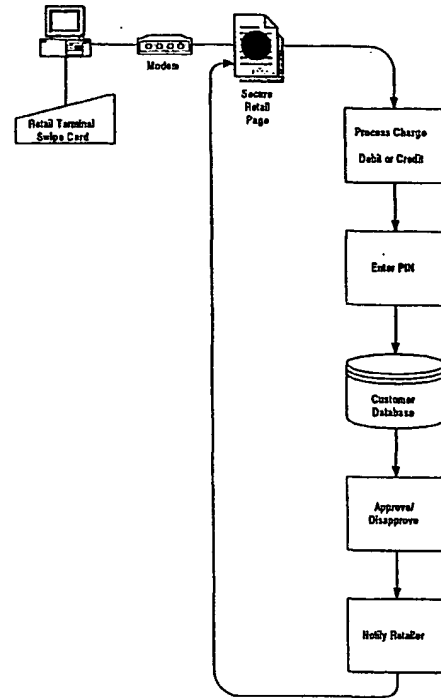 Modem
Secure
Retail
Page
Retail Terminal
Swipe Card
Process Charge
Debit or Credit
Enter PIN
Customer
Database
Approve/
Disapprove
Notify Retailer